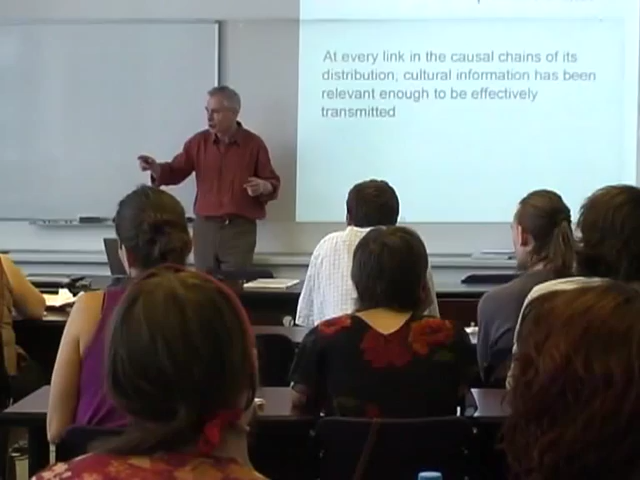 At every link in the causal chains of its
distribution, cultural information has been
relevant enough to be effectively
transmitted